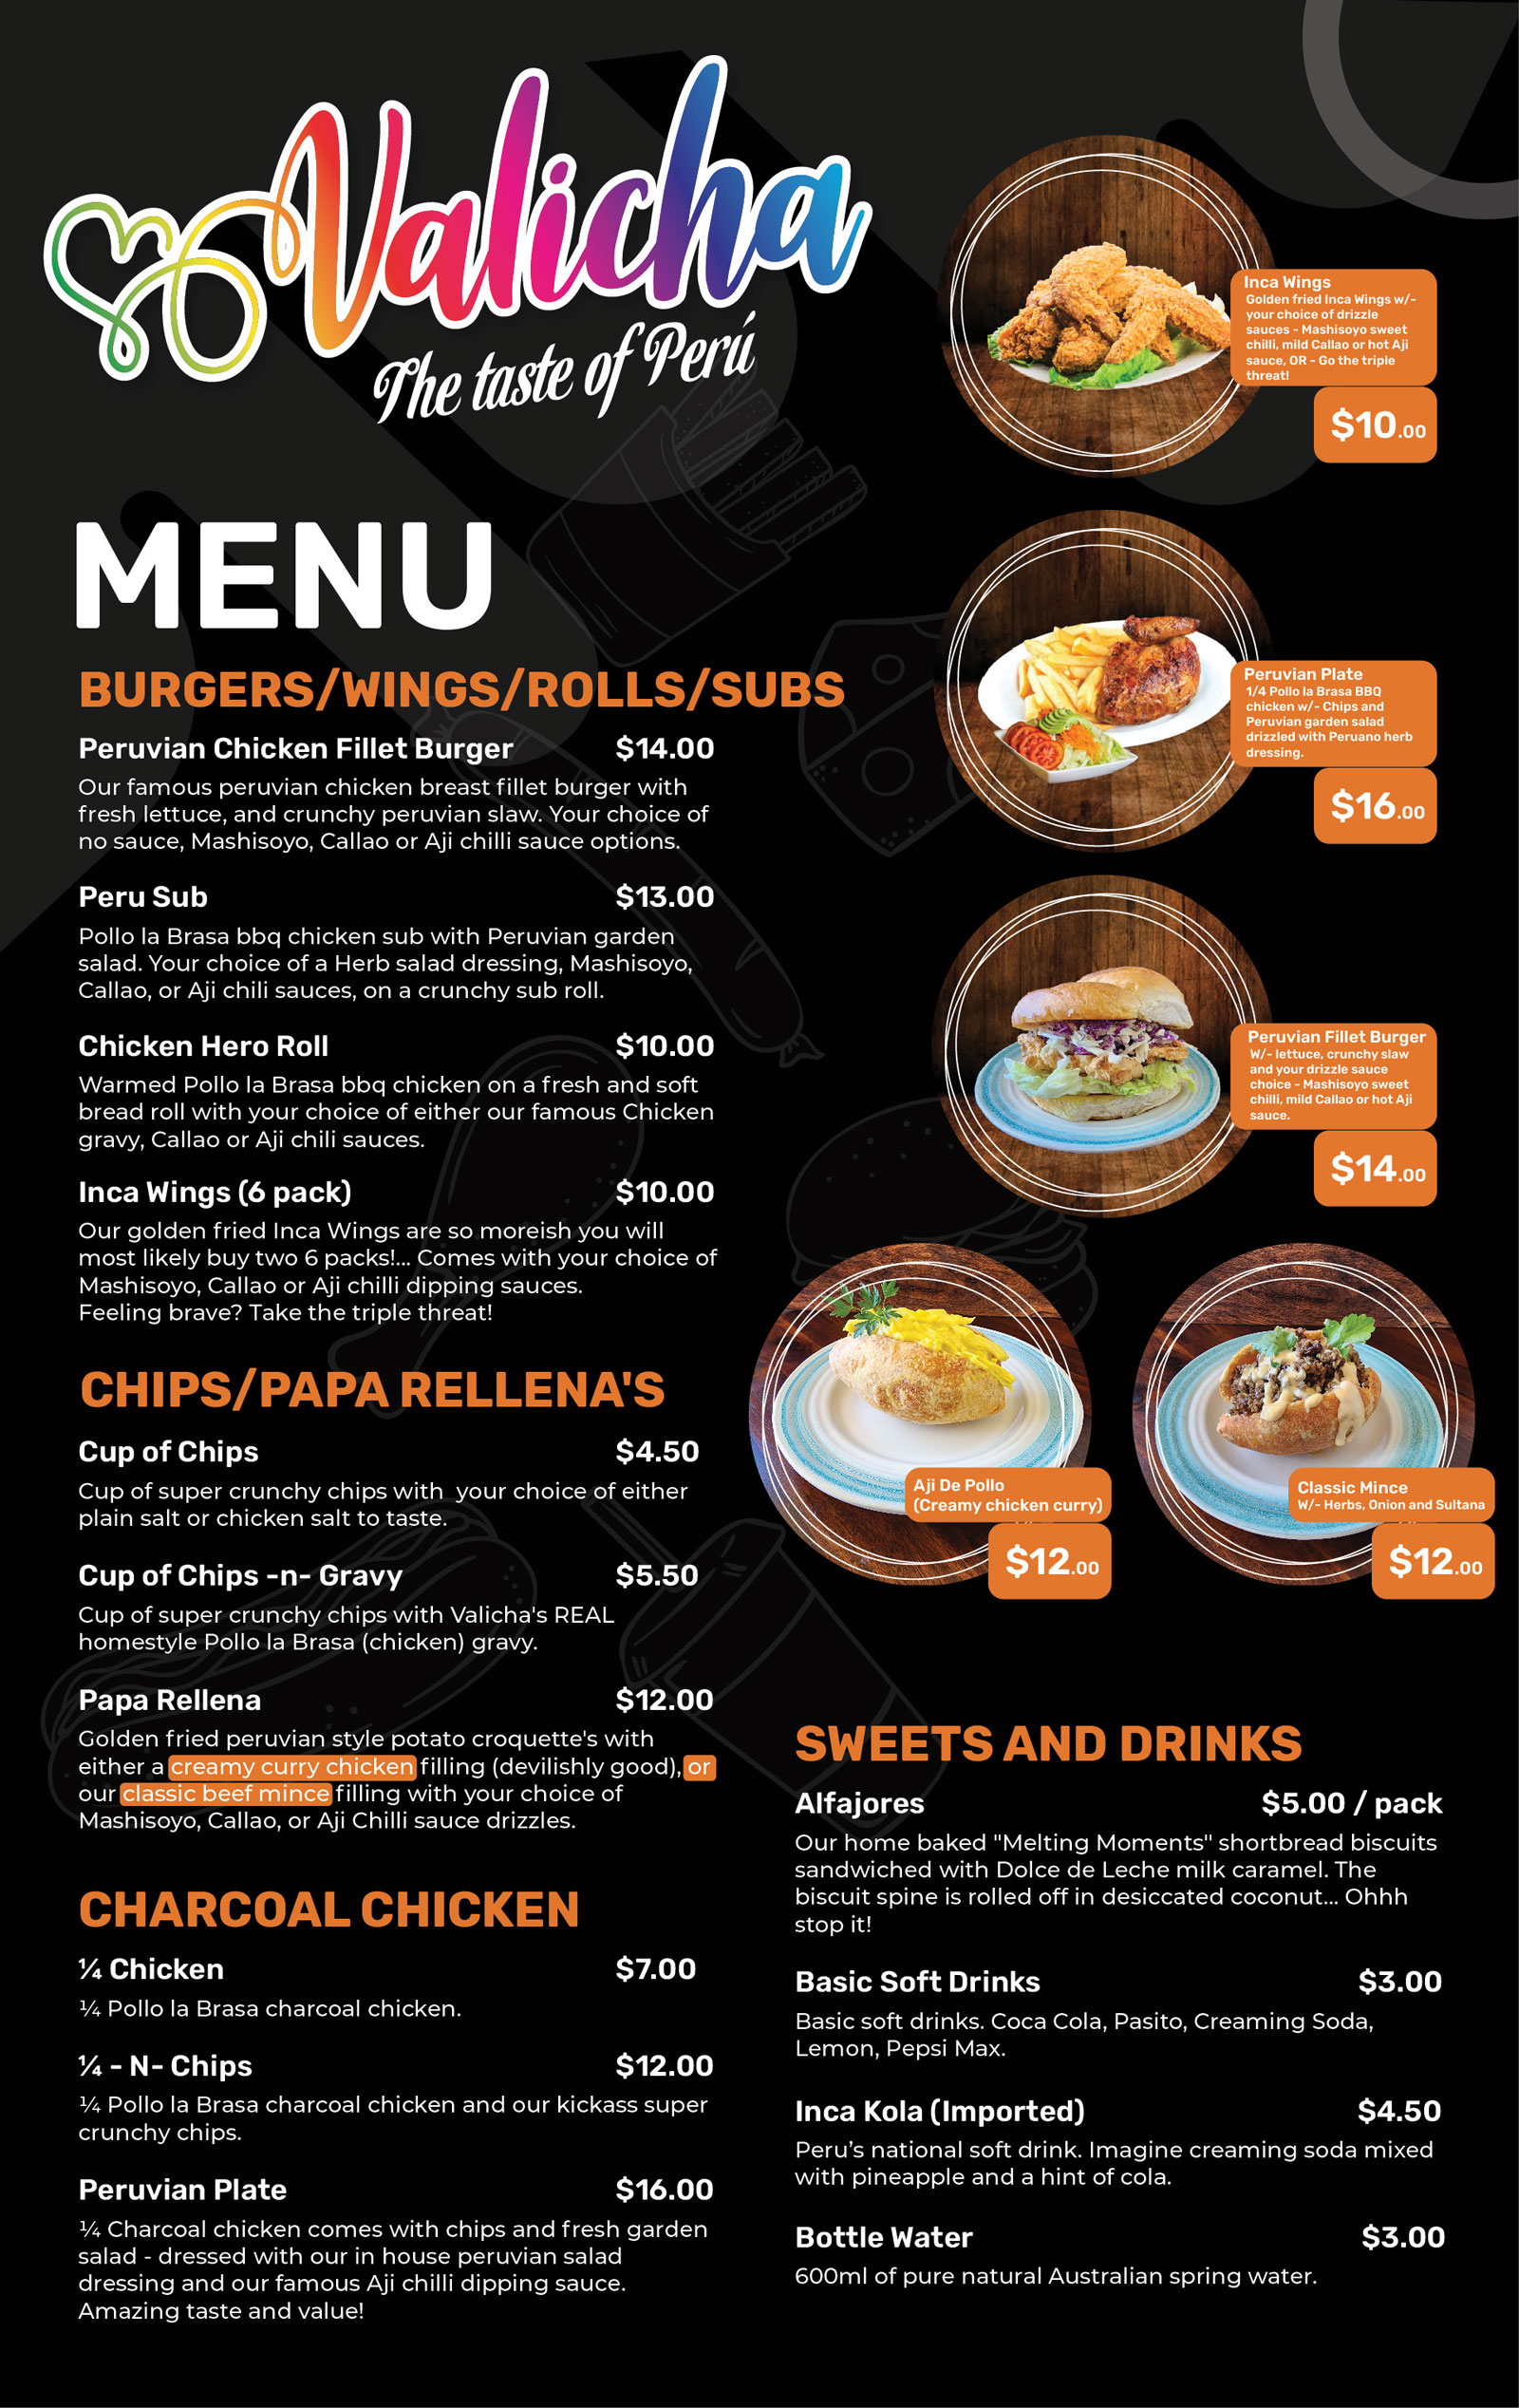 Valicha
The taste of Perú
MENU
BURGERS/WINGS/ROLLS/SUBS
Peruvian Chicken Fillet Burger $14.00
Our famous peruvian chicken breast fillet burger with
fresh lettuce, and crunchy peruvian slaw. Your choice of
no sauce, Mashisoyo, Callao or Aji chilli sauce options.
Peru Sub $13.00
Pollo la Brasa bbq chicken sub with Peruvian garden
salad. Your choice of a Herb salad dressing, Mashisoyo,
Callao, or Aji chili sauces, on a crunchy sub roll.
Chicken Hero Roll $10.00
Warmed Pollo la Brasa bbq chicken on a fresh and soft
bread roll with your choice of either our famous Chicken
gravy, Callao or Aji chili sauces.
Inca Wings (6 pack) $10.00
Our golden fried Inca Wings are so moreish you will
most likely buy two 6 packs!... Comes with your choice of
Mashisoyo, Callao or Aji chilli dipping sauces.
Feeling brave? Take the triple threat!
CHIPS/PAPA RELLENA'S
Cup of Chips $4.50
Cup of super crunchy chips with your choice of either
plain salt or chicken salt to taste.
Cup of Chips -n- Gravy $5.50
Cup of super crunchy chips with Valicha's REAL
homestyle Pollo la Brasa (chicken) gravy.
Papa Rellena $12.00
Golden fried peruvian style potato croquette's with
either a creamy curry chicken filling (devilishly good), or
our classic beef mince filling with your choice of
Mashisoyo, Callao, or Aji Chilli sauce drizzles.
CHARCOAL CHICKEN
¼ Chicken $7.00
¼ Pollo la Brasa charcoal chicken.
¼ - N- Chips $12.00
¼ Pollo la Brasa charcoal chicken and our kickass super
crunchy chips.
Peruvian Plate $16.00
¼ Charcoal chicken comes with chips and fresh garden
salad - dressed with our in house peruvian salad
dressing and our famous Aji chilli dipping sauce.
Amazing taste and value!
Inca Wings
Golden fried Inca Wings w/-
your choice of drizzle
sauces - Mashisoyo sweet
chilli, mild Callao or hot Aji
sauce, OR - Go the triple
threat!
$10.00
Peruvian Plate
1/4 Pollo la Brasa BBQ
chicken w/- Chips and
Peruvian garden salad
drizzled with Peruano herb
dressing.
$16.00
Peruvian Fillet Burger
W/- lettuce, crunchy slaw
and your drizzle sauce
choice - Mashisoyo sweet
chilli, mild Callao or hot Aji
sauce.
$14.00
Aji De Pollo
(Creamy chicken curry)
$12.00
Classic Mince
W/- Herbs, Onion and Sultana
$12.00
SWEETS AND DRINKS
Alfajores $5.00 / pack
Our home baked "Melting Moments" shortbread biscuits
sandwiched with Dolce de Leche milk caramel. The
biscuit spine is rolled off in desiccated coconut... Ohhh
stop it!
Basic Soft Drinks $3.00
Basic soft drinks. Coca Cola, Pasito, Creaming Soda,
Lemon, Pepsi Max.
Inca Kola (Imported) $4.50
Peru’s national soft drink. Imagine creaming soda mixed
with pineapple and a hint of cola.
Bottle Water $3.00
600ml of pure natural Australian spring water.